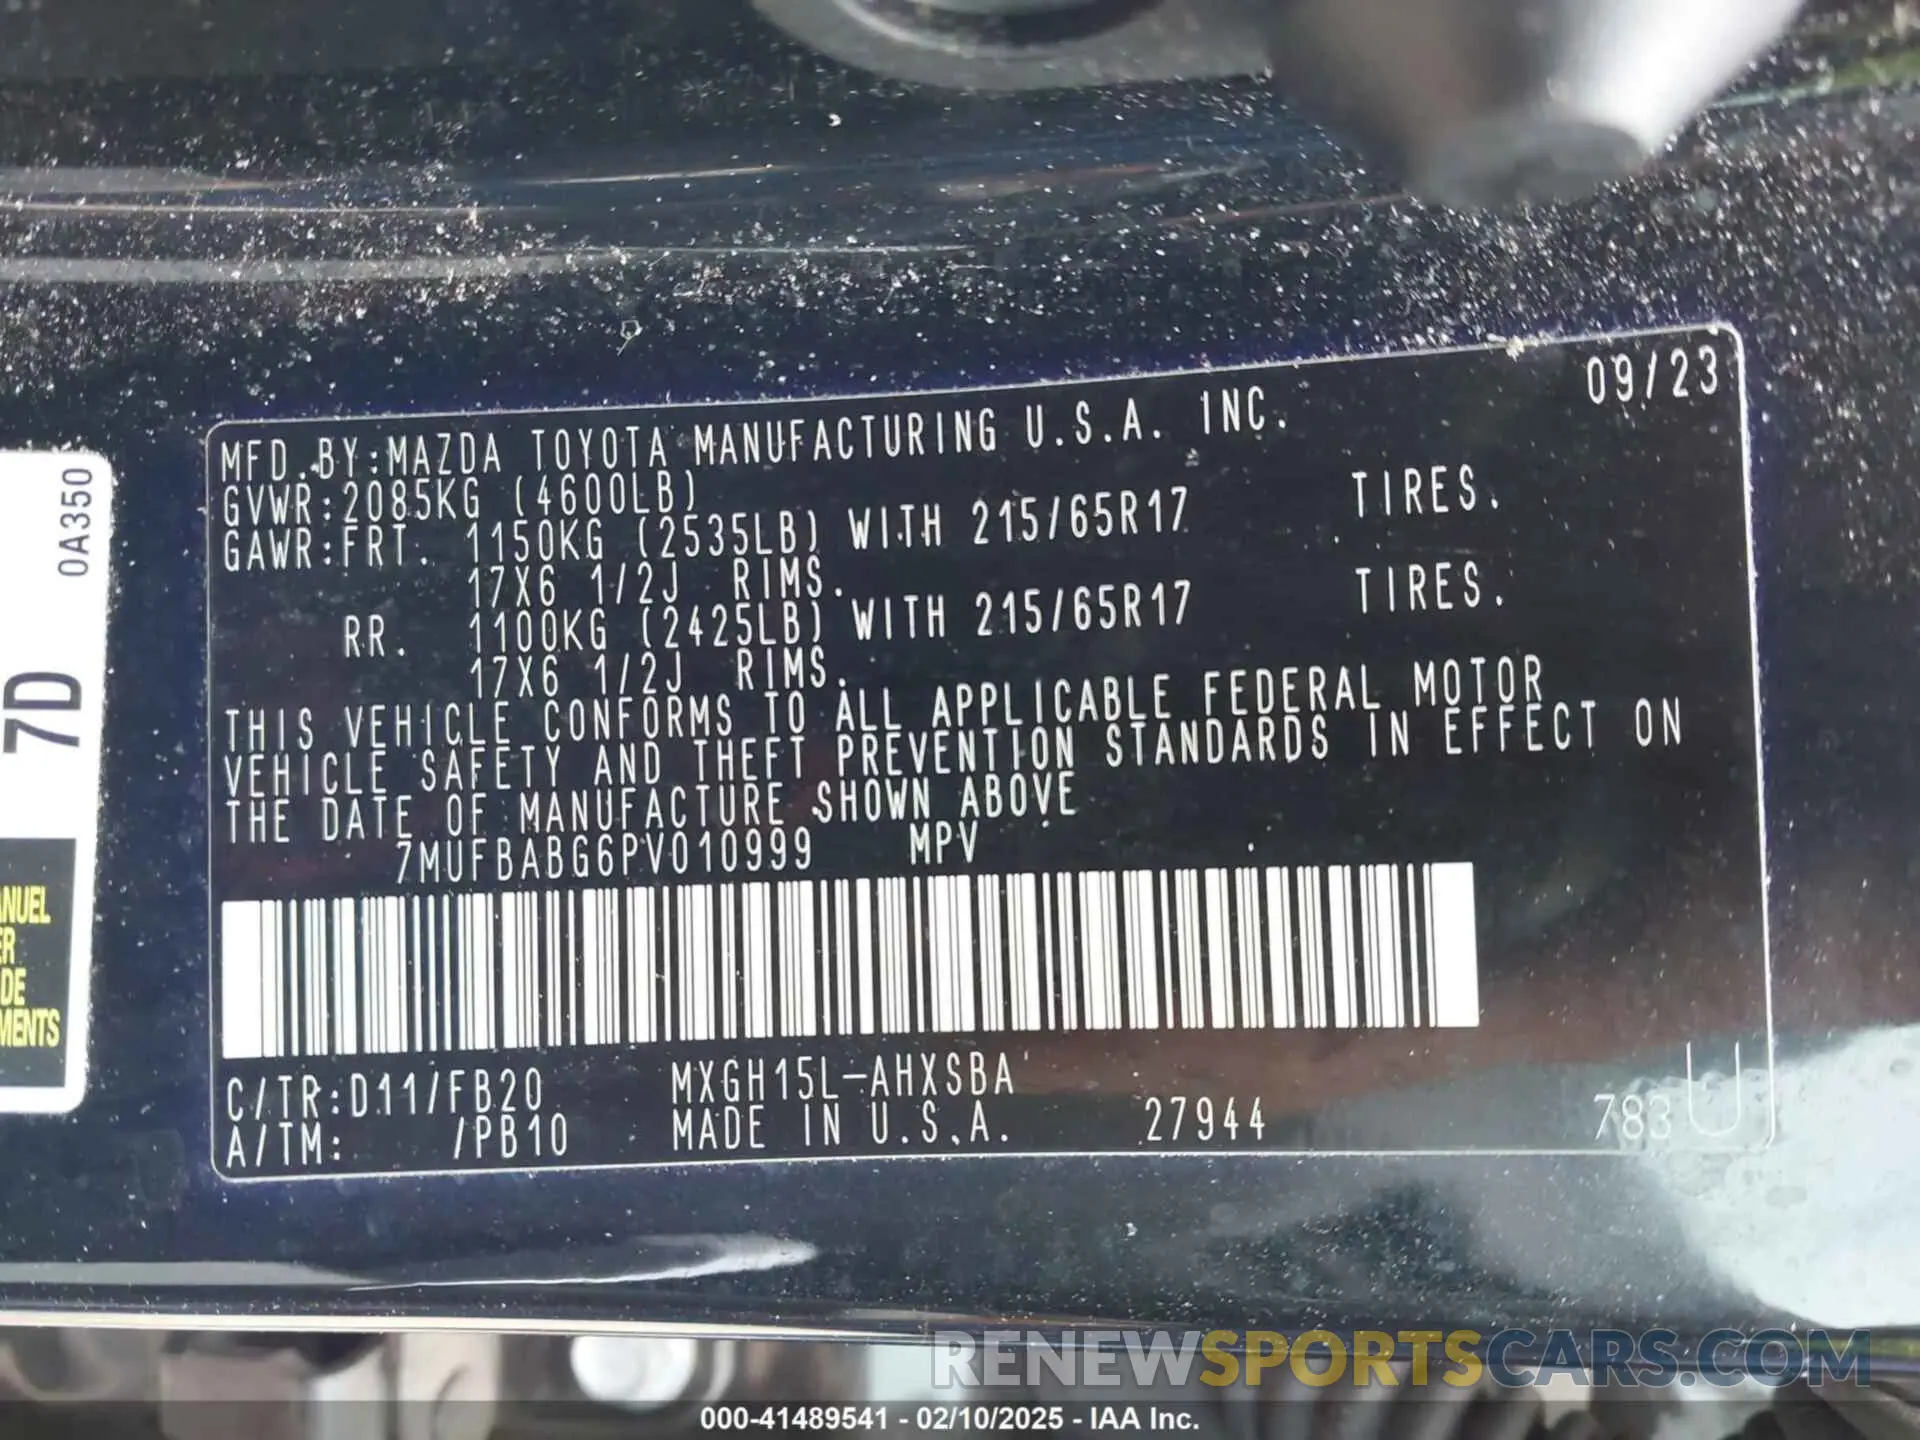 09/23
MFD.BY:MAZDA TOYOTA MANUFACTURING U.S.A. INC.
GVWR:2085KG (4600LB)
GAWR:FRT. 1150KG (2535LB) WITH 215/65R17 TIRES.
17X6 1/2J RIMS.
RR. 1100KG (2425LB) WITH 215/65R17 TIRES.
17X6 1/2J RIMS.
THIS VEHICLE CONFORMS TO ALL APPLICABLE FEDERAL MOTOR
VEHICLE SAFETY AND THEFT PREVENTION STANDARDS IN EFFECT ON
THE DATE OF MANUFACTURE SHOWN ABOVE
7MUFBABG6PV010999 MPV
C/TR:D11/FB20 MXGH15L-AHXSBA
A/TM: /PB10 MADE IN U.S.A. 27944 783 U
0A350
7D
ANUEL
ER
DE
MENTS
RENEWSPORTSCARS.COM
000-41489541 - 02/10/2025 - IAA Inc.